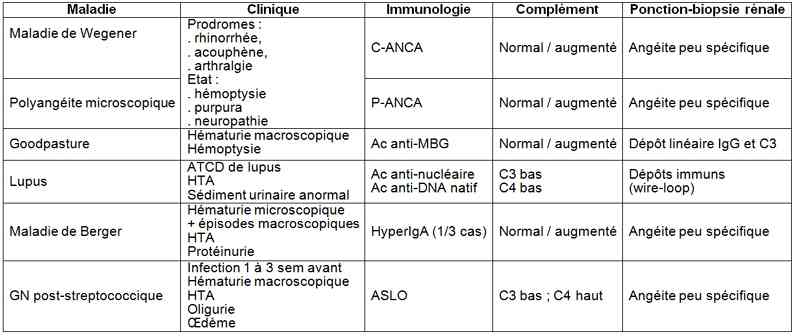 Maladie Clinique Immunologie Complément Ponction-biopsie rénale
Maladie de Wegener
Prodromes :
. rhinorrhée,
. acouphène,
. arthralgie
Etat :
. hémoptysie
. purpura
. neuropathie
C-ANCA
Normal / augmenté
Angéite peu spécifique
Polyangéite microscopique
P-ANCA
Normal / augmenté
Angéite peu spécifique
Goodpasture
Hématurie macroscopique
Hémoptysie
Ac anti-MBG
Normal / augmenté
Dépôt linéaire IgG et C3
Lupus
ATCD de lupus
HTA
Sédiment urinaire anormal
Ac anti-nucléaire
Ac anti-DNA natif
C3 bas
C4 bas
Dépôts immuns
(wire-loop)
Maladie de Berger
Hématurie microscopique
+ épisodes macroscopiques
HTA
Protéinurie
HyperIgA (1/3 cas)
Normal / augmenté
Angéite peu spécifique
GN post-streptococcique
Infection 1 à 3 sem avant
Hématurie macroscopique
HTA
Oligurie
Œdème
ASLO
C3 bas ; C4 haut
Angéite peu spécifique